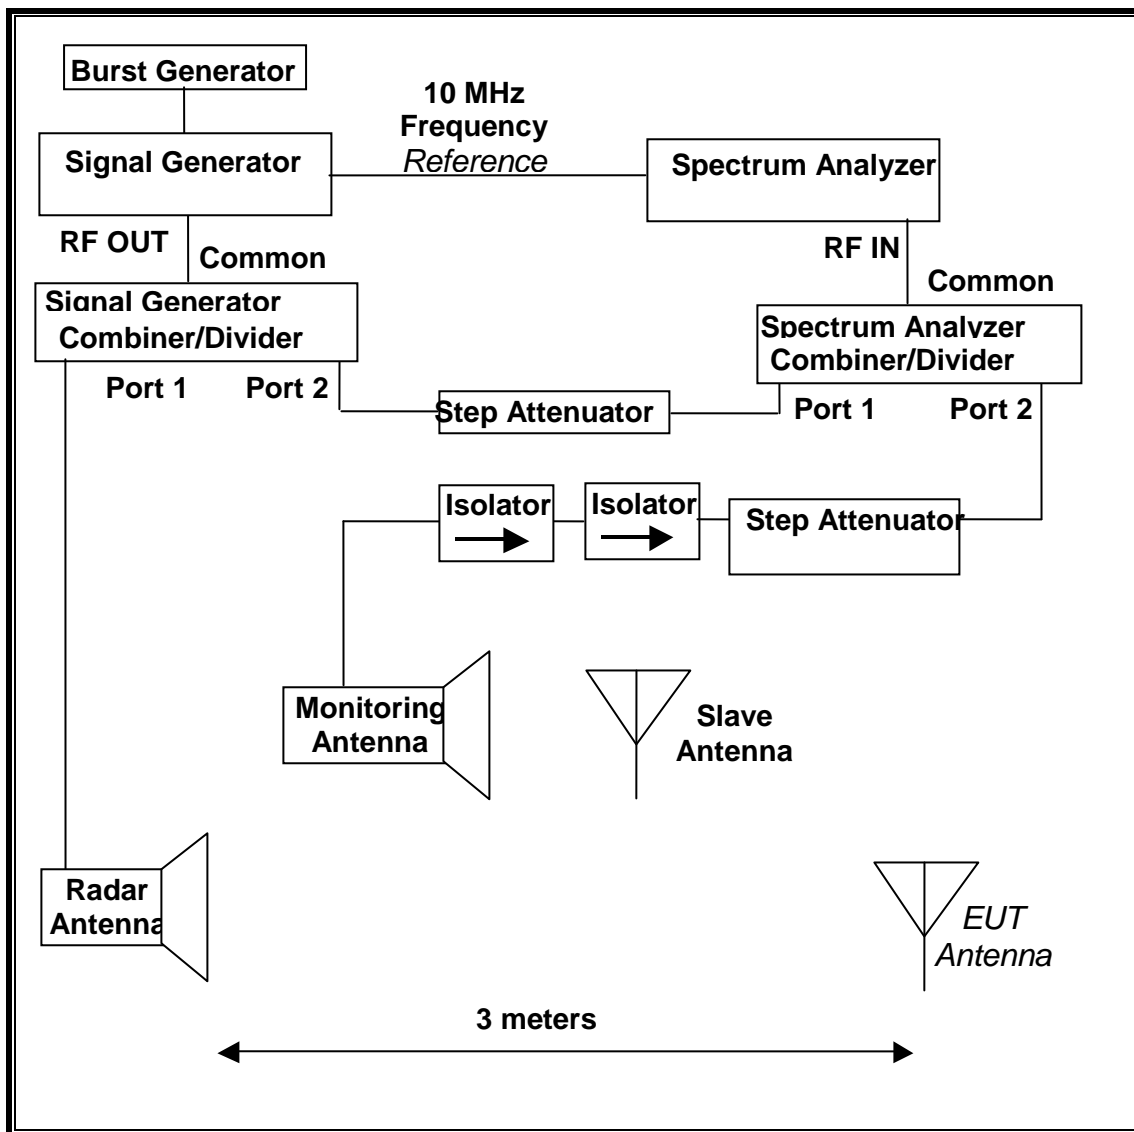 Burst Generator
10 MHz
Frequency
Reference
Signal Generator
Spectrum Analyzer
RF OUT
Common
RF IN
Common
Signal Generator
Combiner/Divider
Spectrum Analyzer
Combiner/Divider
Port 1
Port 2
Step Attenuator
Port 1
Port 2
Isolator
Isolator
Step Attenuator
Monitoring
Antenna
Slave
Antenna
Radar
Antenna
EUT
Antenna
3 meters